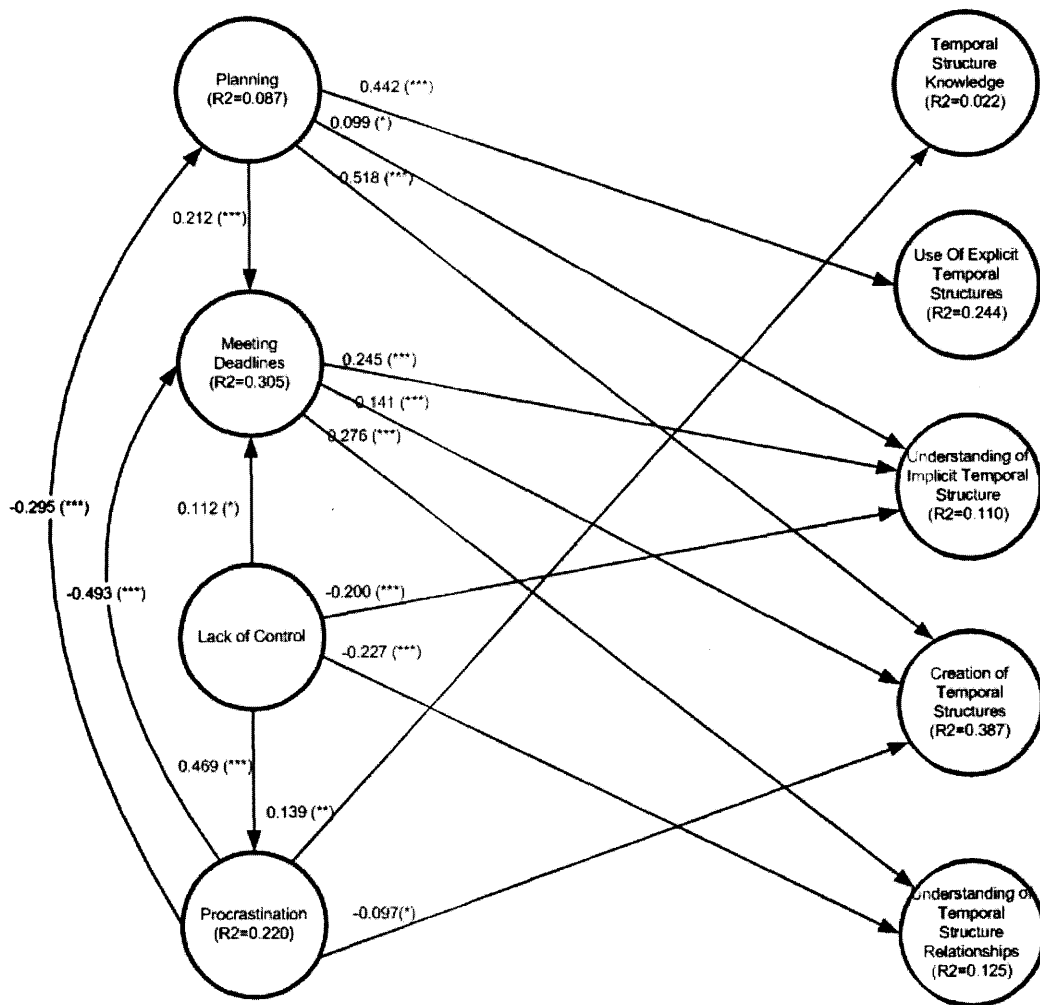 Planning
(R2=0.087)
0.442 (***)
0.099 (*)
0.518 (***)
0.212 (***)
Meeting
Deadlines
(R2=0.305)
0.245 (***)
0.141 (***)
0.276 (***)
0.112 (*)
-0.295 (***)
-0.493 (***)
Lack of Control
-0.200 (***)
-0.227 (***)
0.469 (***)
0.139 (**)
Procrastination
(R2=0.220)
-0.097(*)
Temporal
Structure
Knowledge
(R2=0.022)
Use Of Explicit
Temporal
Structures
(R2=0.244)
Understanding of
Implicit Temporal
Structure
(R2=0.110)
Creation of
Temporal
Structures
(R2=0.387)
Understanding of
Temporal
Structure
Relationships
(R2=0.125)